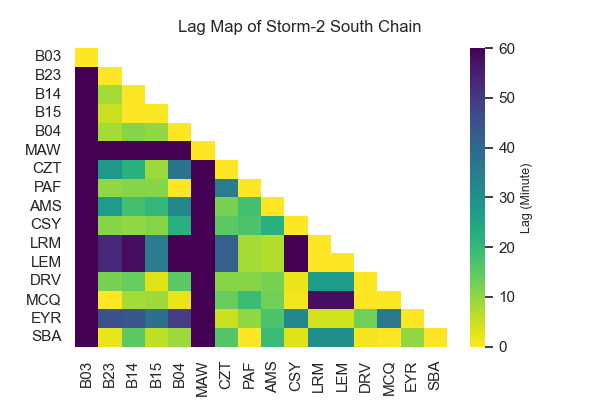 Lag Map of Storm-2 South Chain
B03
B23
B14
B15
B04
MAW
CZT
PAF
AMS
CSY
LRM
LEM
DRV
MCQ
EYR
SBA
B03
B23
B14
B15
B04
MAW
CZT
PAF
AMS
CSY
LRM
LEM
DRV
MCQ
EYR
SBA
60
50
40
30
20
10
0
Lag (Minute)